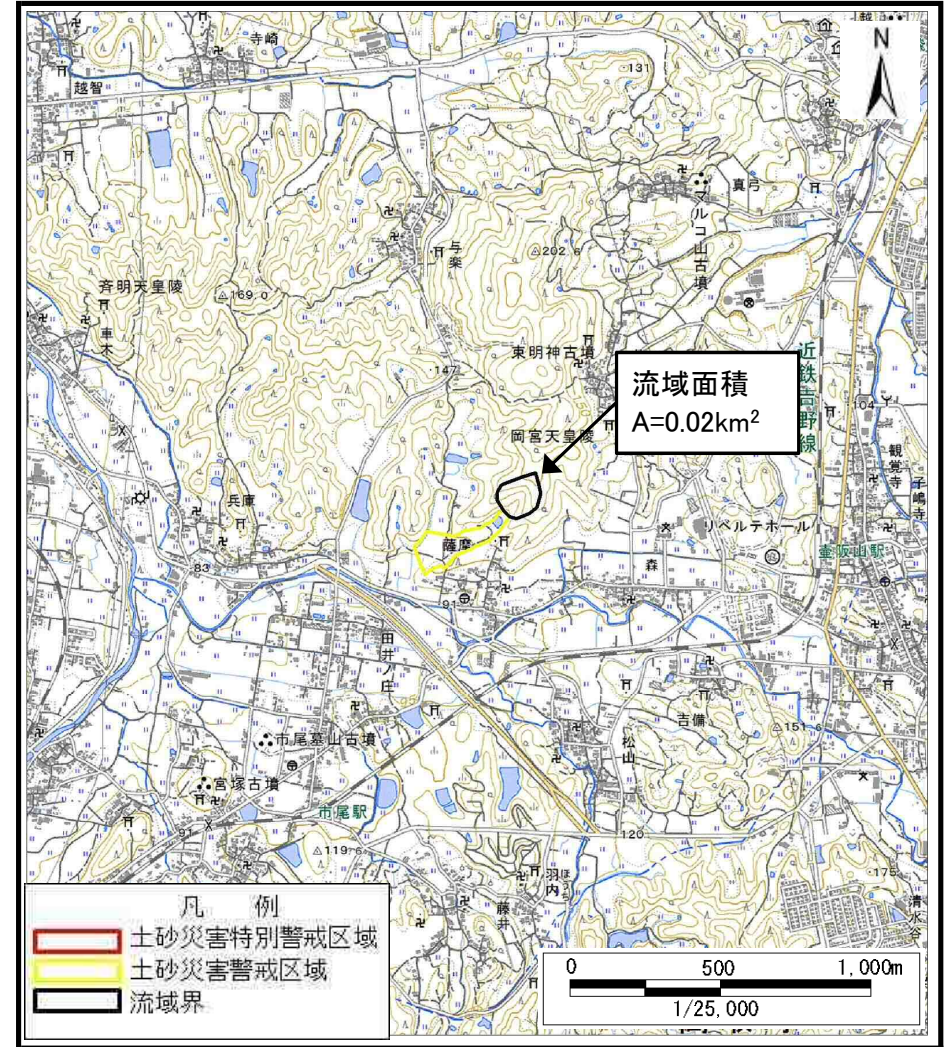 寺崎
越智
131
N
真弓
マルコ山古墳
与楽
202.6
斉明天皇陵
169.0
車木
東明神古墳
147
近鉄吉野線
流域面積
A=0.02km²
104
岡宮天皇陵
観覚寺
子嶋寺
兵庫
リベルテホール
薩摩
壷阪山駅
83
森
91
田井ノ庄
吉備
151.6
市尾墓山古墳
松山
宮塚古墳
市尾駅
91
120
119.6
羽内
ほうち
175
藤井
清水谷
凡 例
土砂災害特別警戒区域
土砂災害警戒区域
流域界
0 500 1,000m
1/25,000